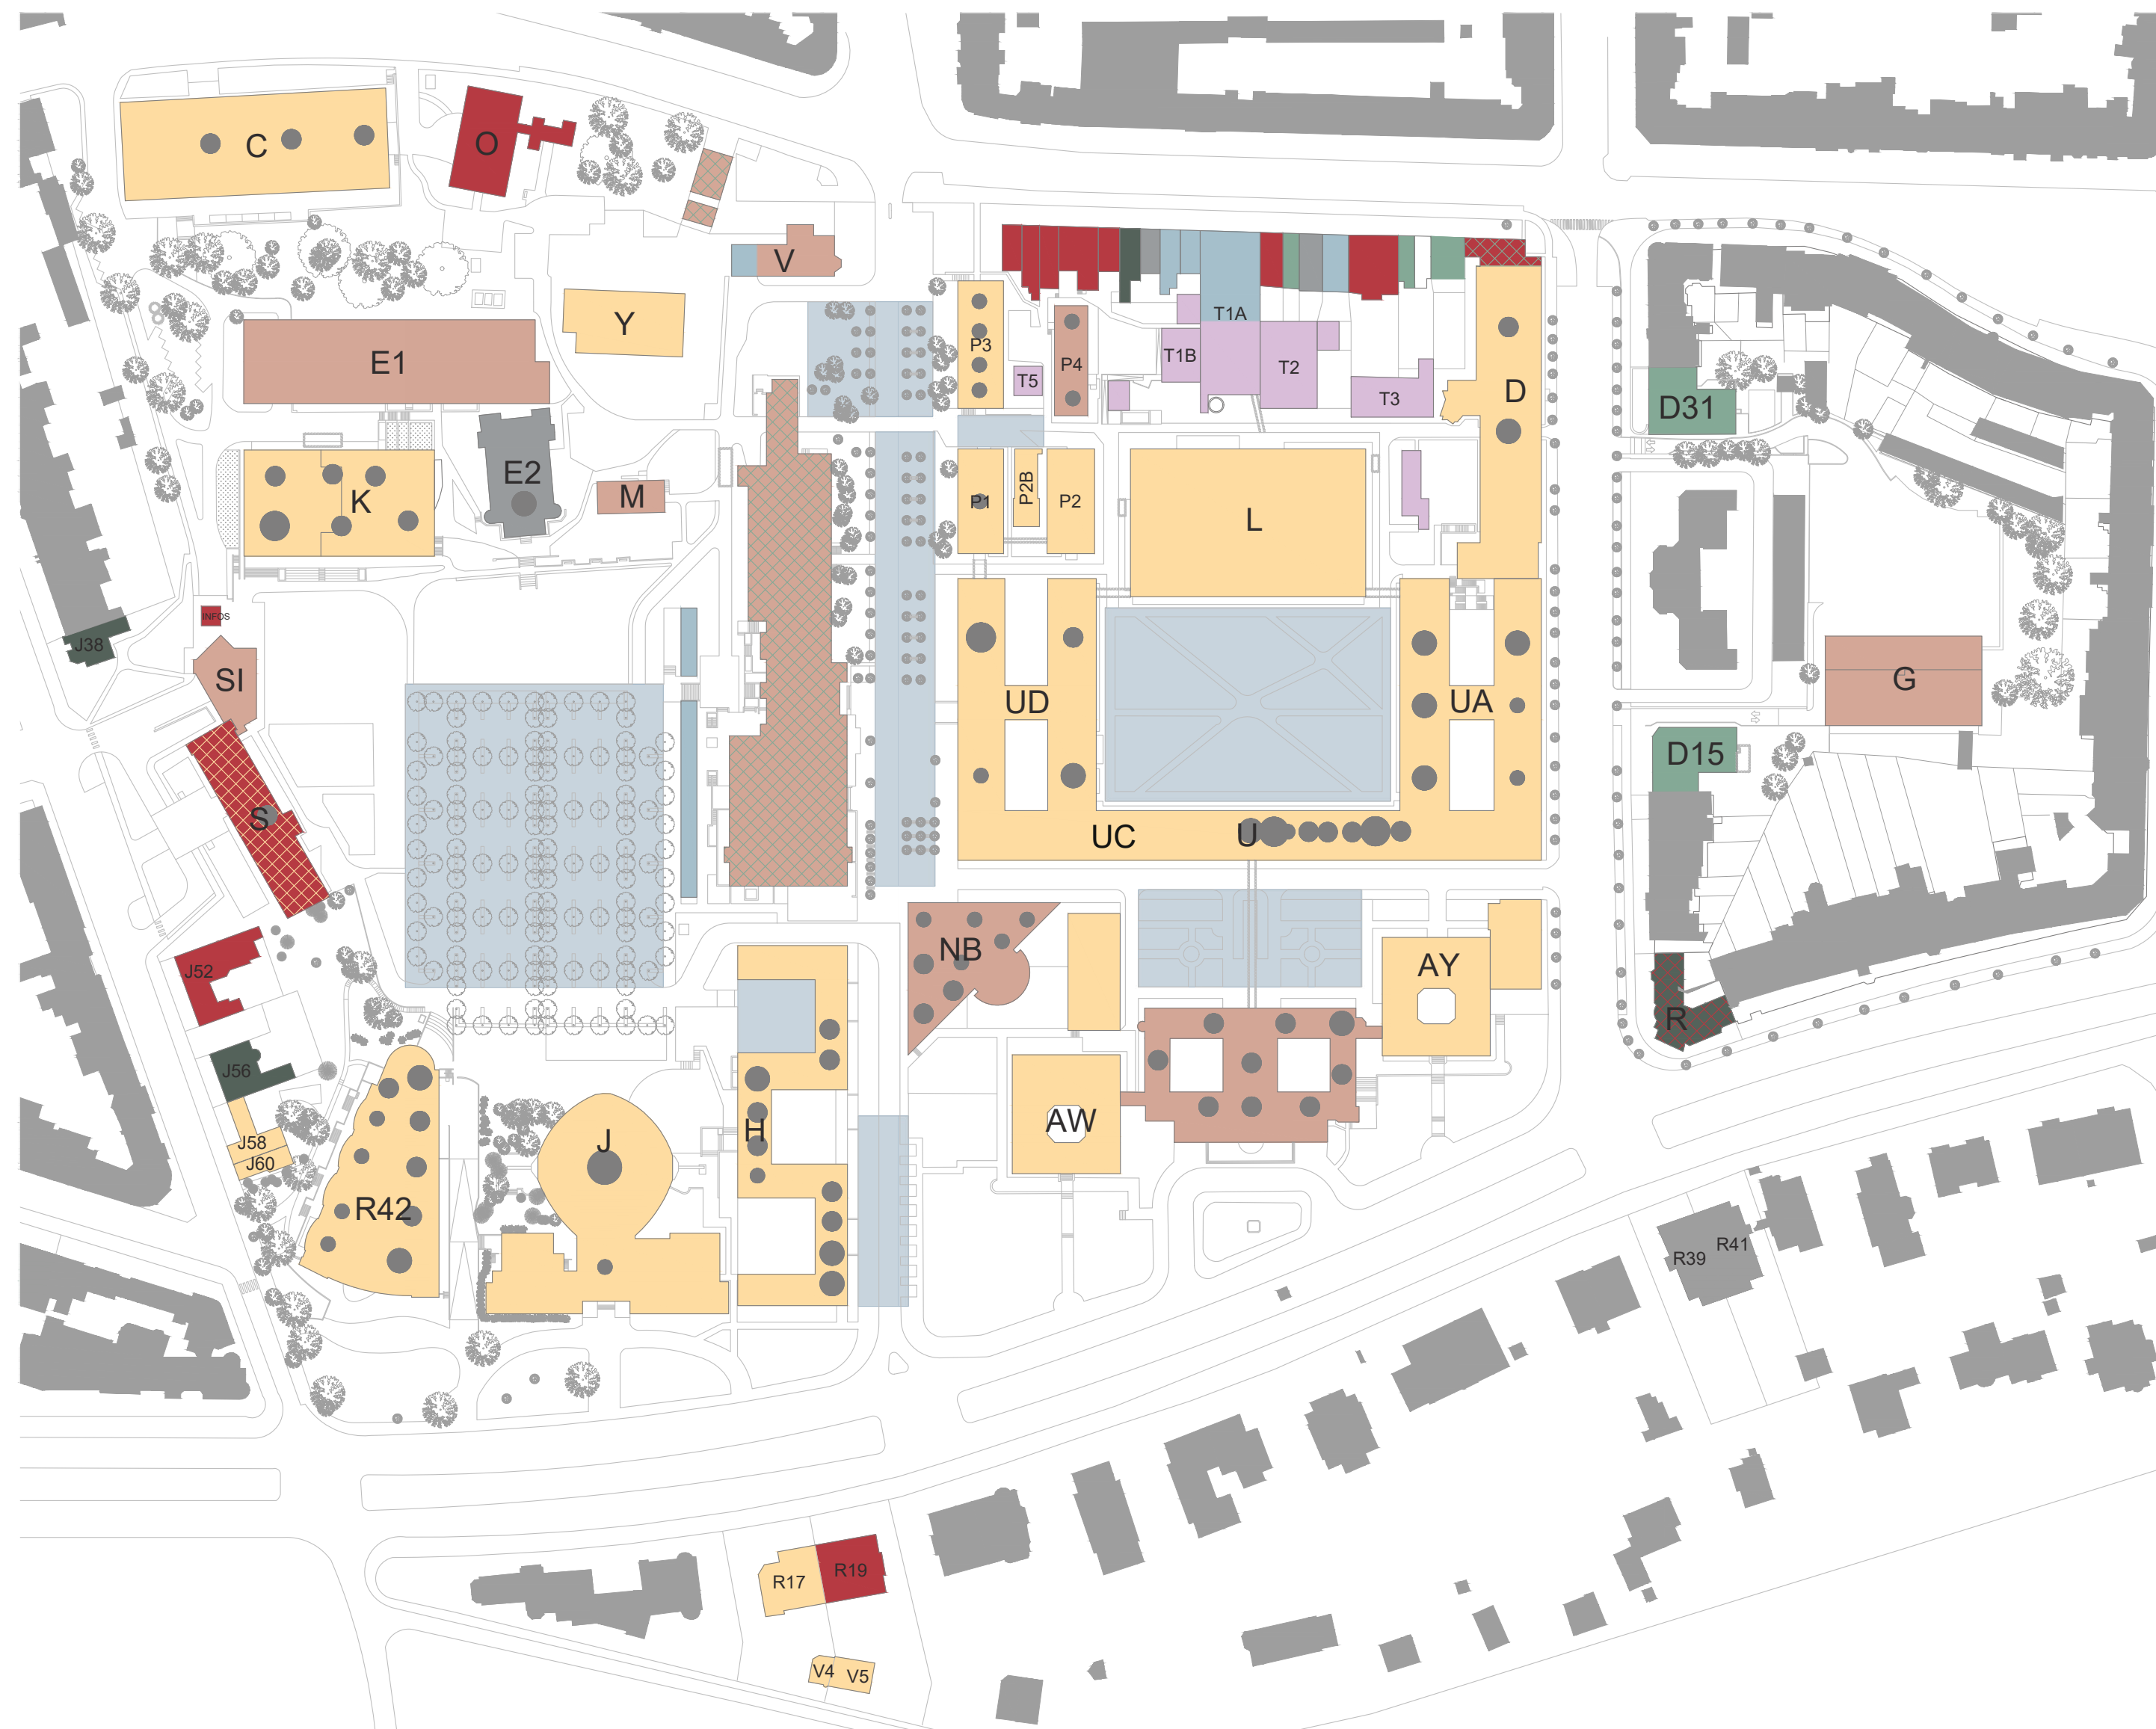 C
O
V
Y
T1A
P3
T1B
P4
E1
T2
T5
D
T3
D31
E2
K
M
P1
P2B
P2
L
INFOS
J38
SI
G
UD
UA
D15
S
UC
U
NB
AY
J52
R
J56
AW
H
J
J58
J60
R42
R41
R39
R17
R19
V4
V5